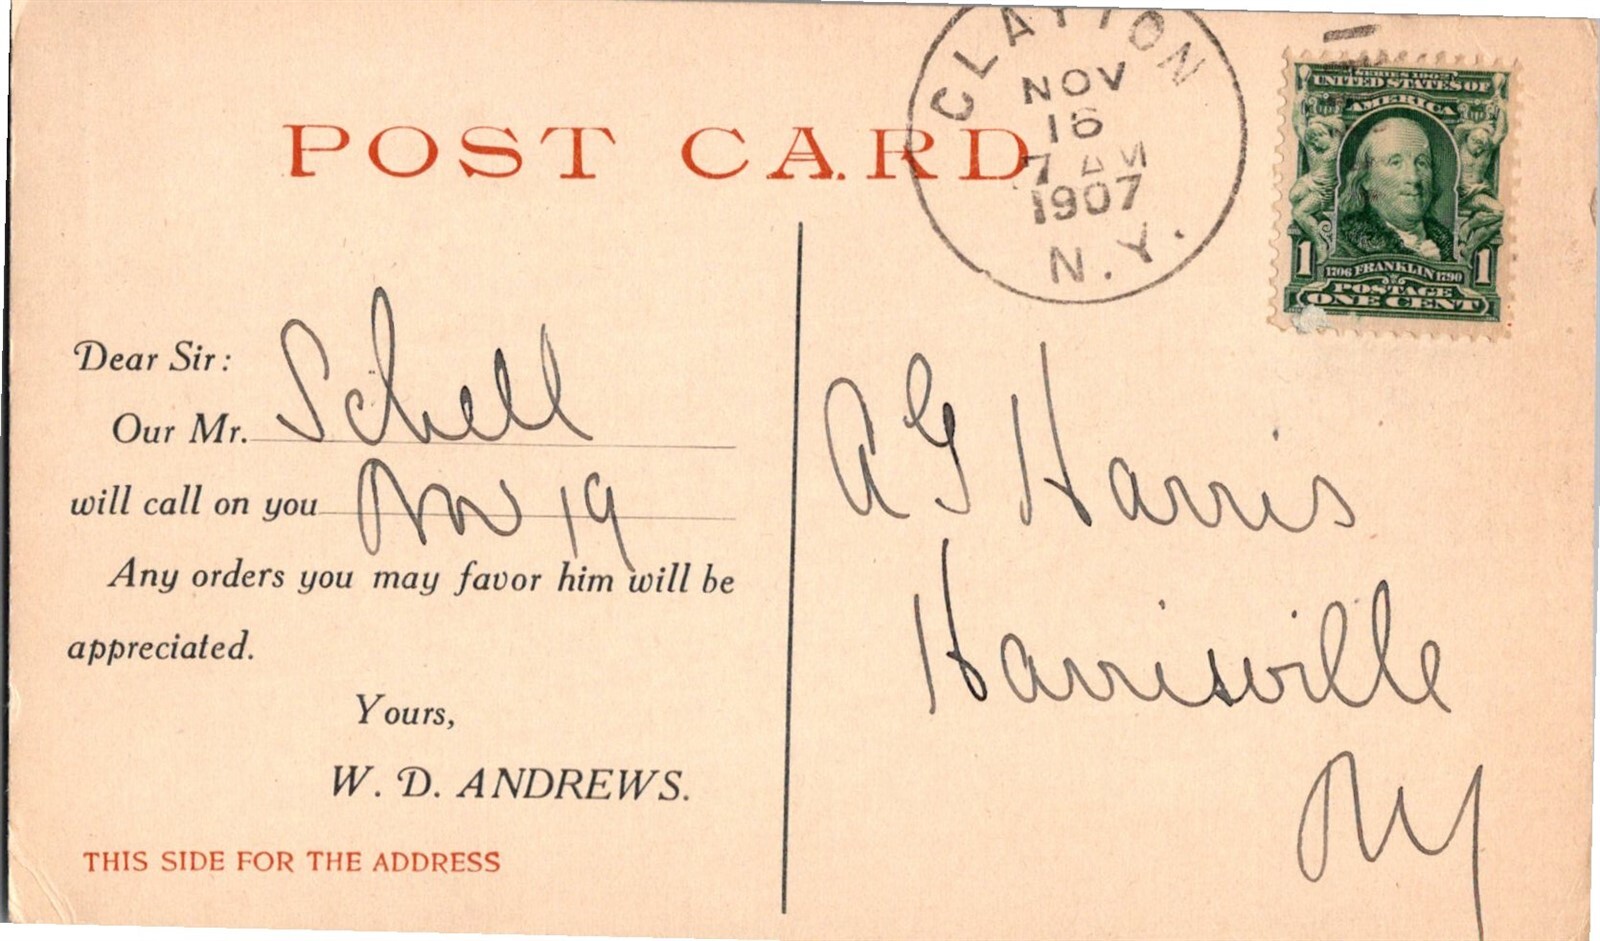 POST CARD
CLAYTON
NOV
16
7 AM
1907
N.Y.
SERIES 1902
UNITED STATES OF
AMERICA
1 1706 FRANKLIN 1790 1
POSTAGE
ONE CENT
Dear Sir:
Our Mr. Schell
will call on you Nov 19
Any orders you may favor him will be
appreciated.
Yours,
W. D. ANDREWS.
THIS SIDE FOR THE ADDRESS
A G Harris
Harrisville
NY